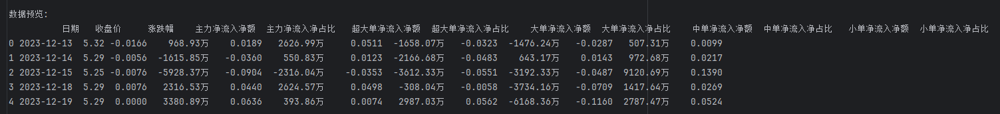 数据预览:
日期 收盘价 涨跌幅 主力净流入净额 主力净流入净占比 超大单净流入净额 超大单净流入净占比 大单净流入净额 大单净流入净占比 中单净流入净额 中单净流入净占比 小单净流入净额 小单净流入净占比
0 2023-12-13 5.32 -0.0166 968.93万 0.0189 2626.99万 0.0511 -1658.07万 -0.0323 -1476.24万 -0.0287 507.31万 0.0099
1 2023-12-14 5.29 -0.0056 -1615.85万 -0.0360 550.83万 0.0123 -2166.68万 -0.0483 643.17万 0.0143 972.68万 0.0217
2 2023-12-15 5.25 -0.0076 -5928.37万 -0.0904 -2316.04万 -0.0353 -3612.33万 -0.0551 -3192.33万 -0.0487 9120.69万 0.1390
3 2023-12-18 5.29 0.0076 2316.53万 0.0440 2624.57万 0.0498 -308.04万 -0.0058 -3734.16万 -0.0709 1417.64万 0.0269
4 2023-12-19 5.29 0.0000 3380.89万 0.0636 393.86万 0.0074 2987.03万 0.0562 -6168.36万 -0.1160 2787.47万 0.0524